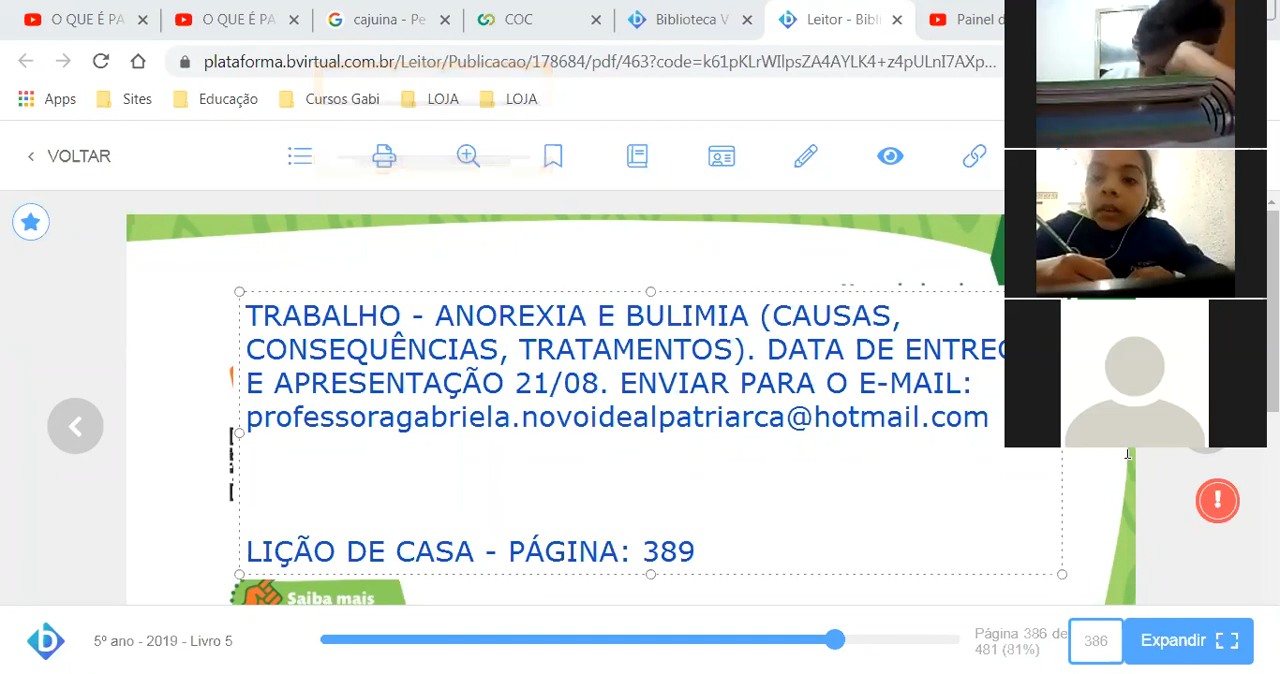 O QUE É PA
O QUE É PA
cajuina - Pe
COC
Biblioteca V
Leitor - Bibli
Painel d
plataforma.bvirtual.com.br/Leitor/Publicacao/178684/pdf/463?code=k61pKLrWIlpsZA4AYLK4+z4pULnI7AXp...
Apps
Sites
Educação
Cursos Gabi
LOJA
LOJA
VOLTAR
TRABALHO - ANOREXIA E BULIMIA (CAUSAS,
CONSEQUÊNCIAS, TRATAMENTOS). DATA DE ENTREG
E APRESENTAÇÃO 21/08. ENVIAR PARA O E-MAIL:
professoragabriela.novoidealpatriarca@hotmail.com
LIÇÃO DE CASA - PÁGINA: 389
Saiba mais
5º ano - 2019 - Livro 5
Página 386 de
481 (81%)
386
Expandir